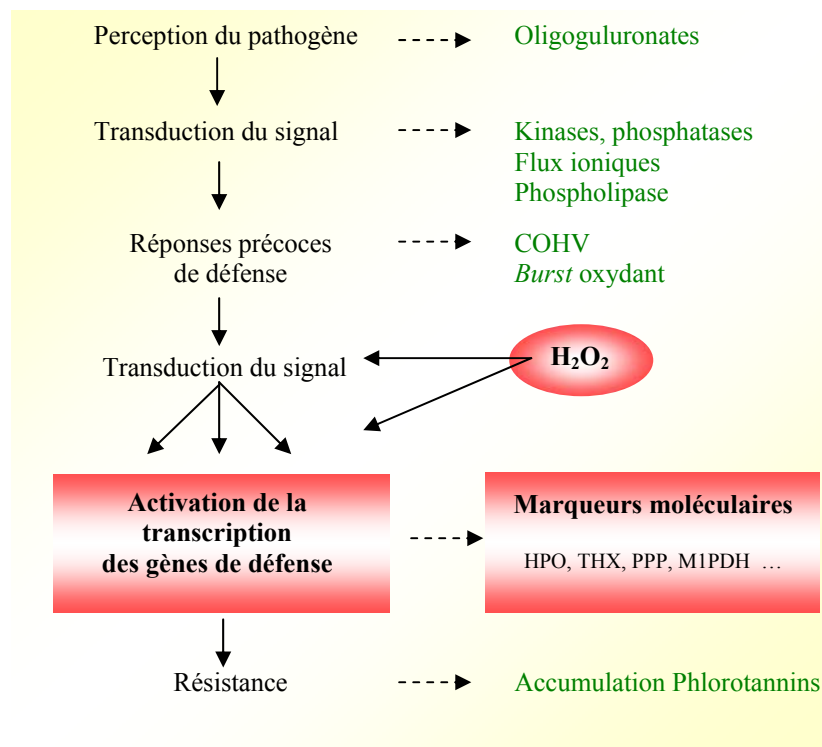 Perception du pathogène
Oligoguluronates
Transduction du signal
Kinases, phosphatases
Flux ioniques
Phospholipase
Réponses précoces
de défense
COHV
Burst oxydant
Transduction du signal
H₂O₂
Activation de la
transcription
des gènes de défense
Marqueurs moléculaires
HPO, THX, PPP, M1PDH ...
Résistance
Accumulation Phlorotannins